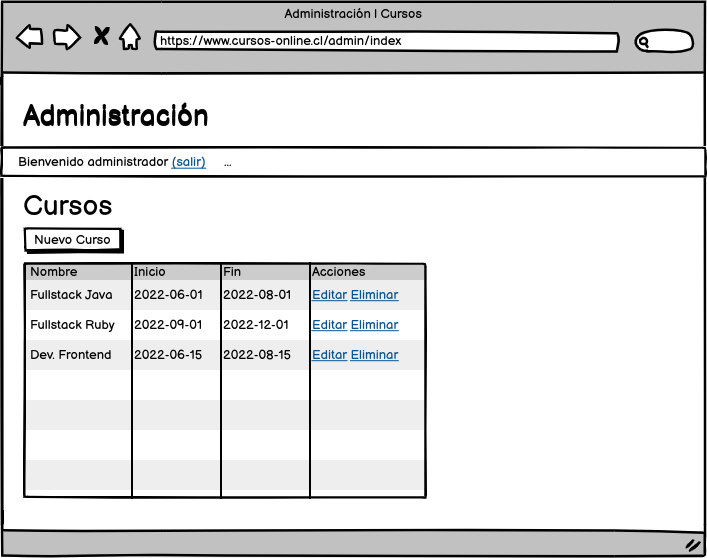 Administración | Cursos
https://www.cursos-online.cl/admin/index
Administración
Bienvenido administrador (salir) ...
Cursos
Nuevo Curso
Nombre Inicio Fin Acciones
Fullstack Java 2022-06-01 2022-08-01 Editar Eliminar
Fullstack Ruby 2022-09-01 2022-12-01 Editar Eliminar
Dev. Frontend 2022-06-15 2022-08-15 Editar Eliminar